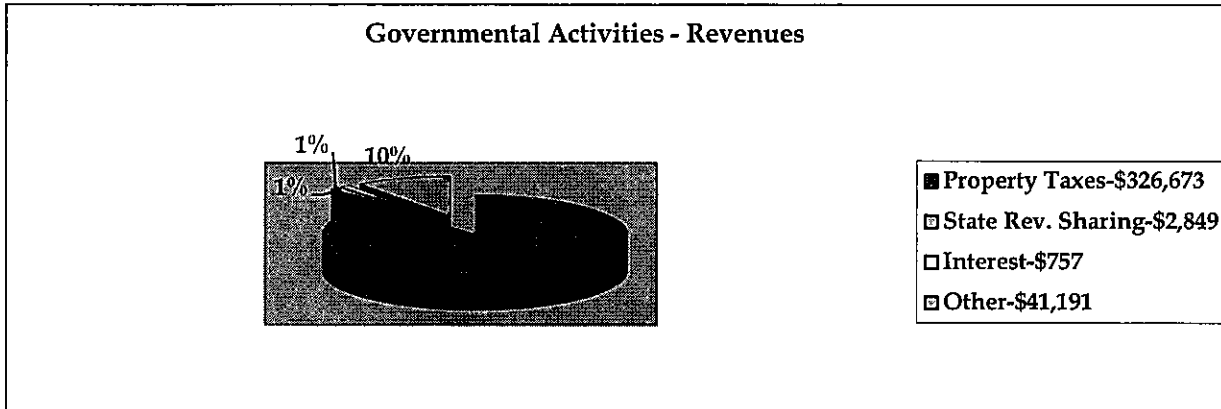 Governmental Activities - Revenues
1%
10%
1%
Property Taxes-$326,673
State Rev. Sharing-$2,849
Interest-$757
Other-$41,191